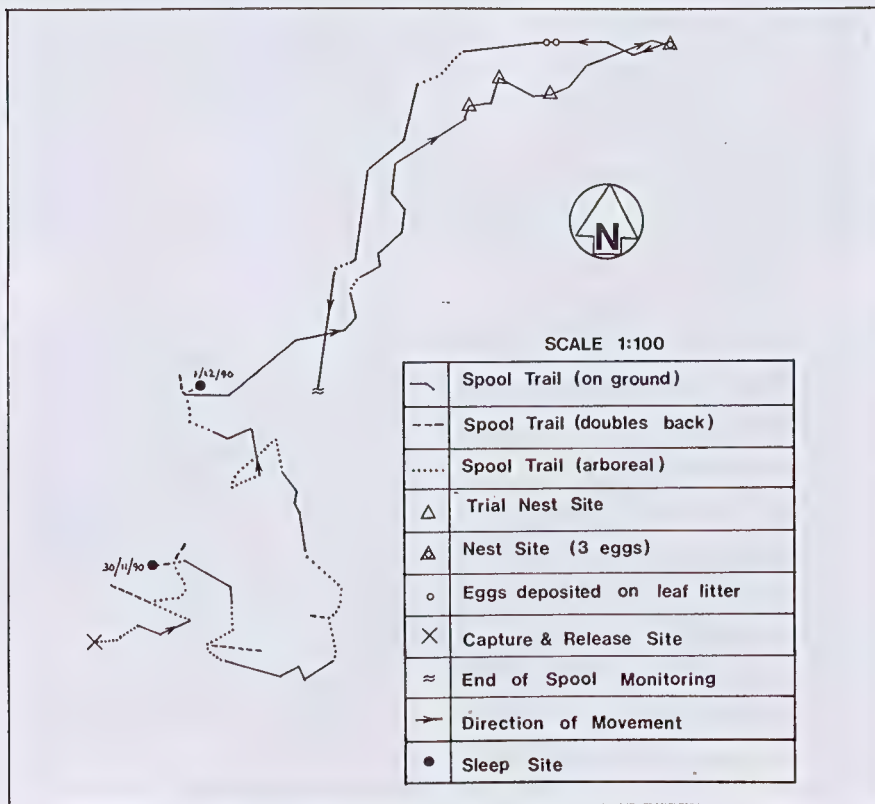 N
SCALE 1:100
1/12/90
Spool Trail (on ground)
Spool Trail (doubles back)
Spool Trail (arboreal)
Trial Nest Site
30/11/90
Nest Site (3 eggs)
Eggs deposited on leaf litter
Capture & Release Site
End of Spool Monitoring
Direction of Movement
Sleep Site